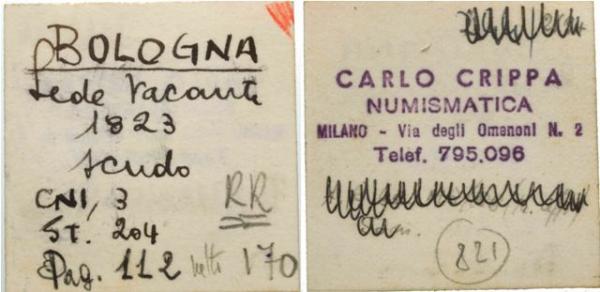 BOLOGNA
Sede Vacante
1823
scudo
CNI, 3
RR
ST. 204
Pag. 112 netti 170
CARLO CRIPPA
NUMISMATICA
MILANO - Via degli Omenoni N. 2
Telef. 795.096
821